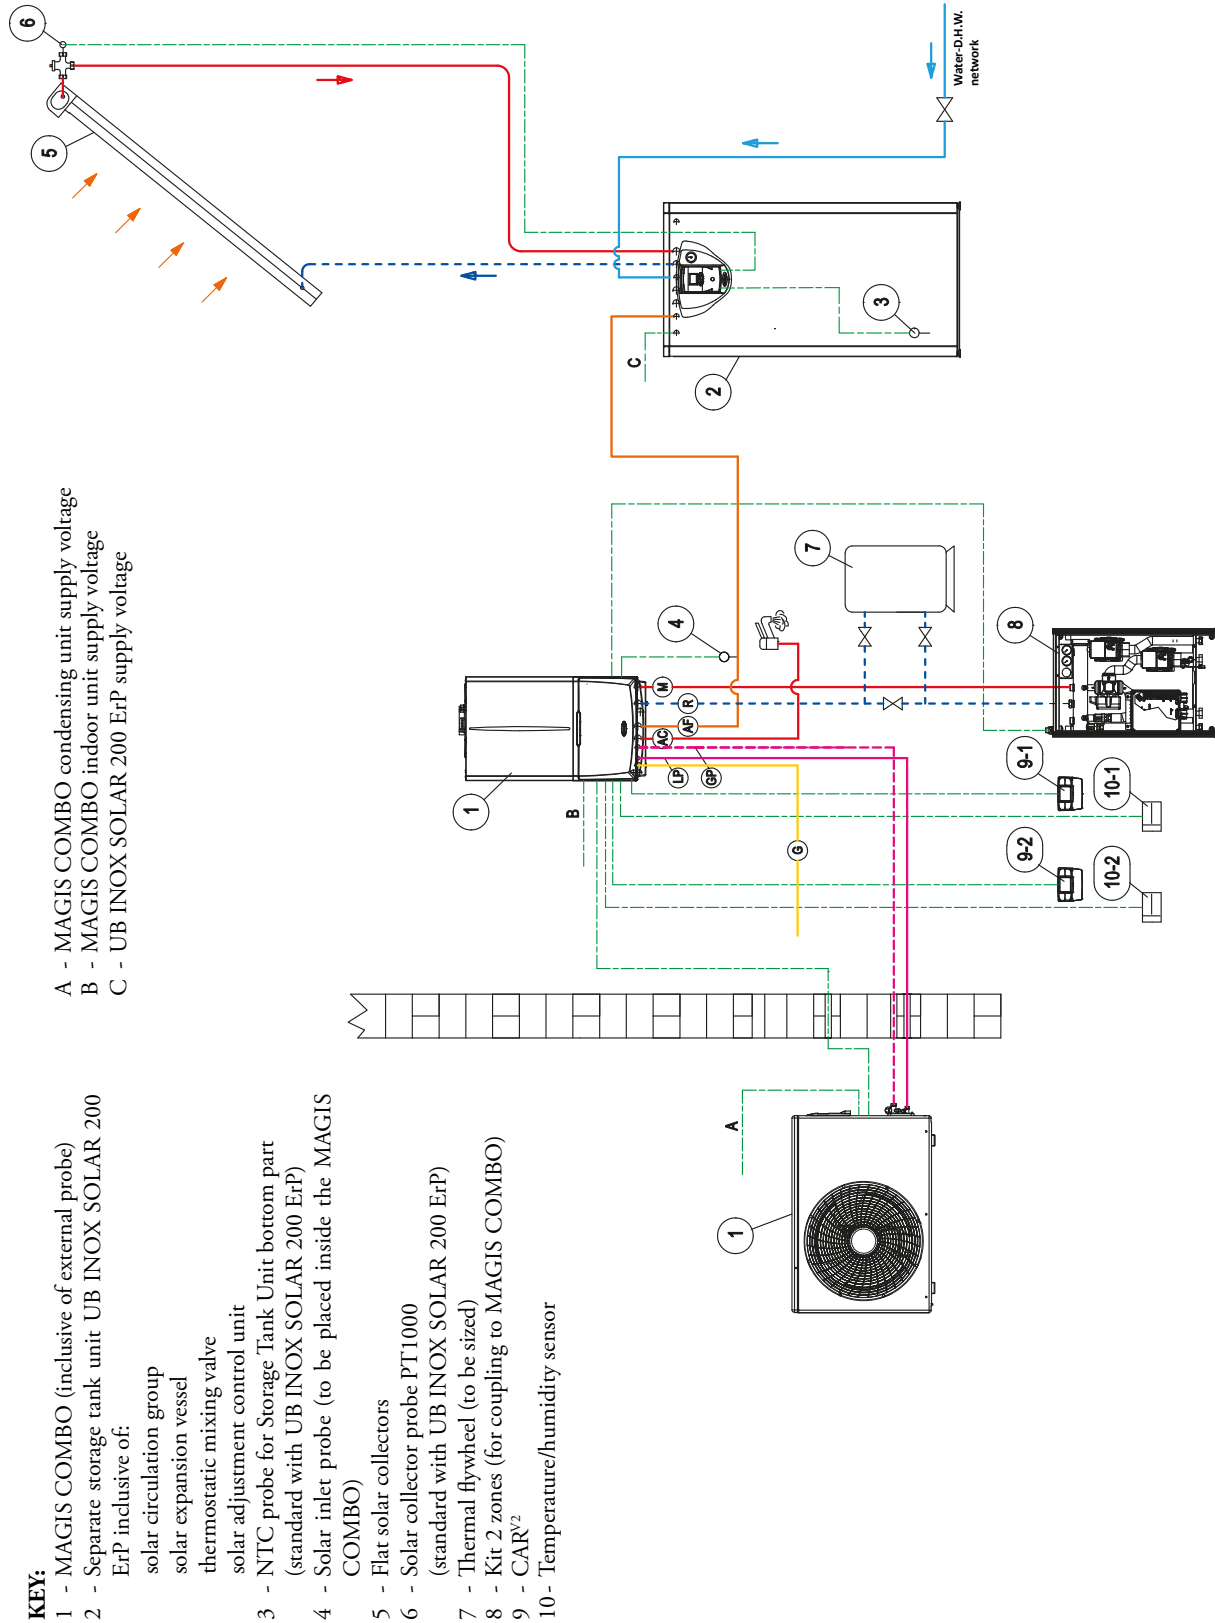 KEY:
1 - MAGIS COMBO (inclusive of external probe)
2 - Separate storage tank unit UB INOX SOLAR 200
ErP inclusive of:
solar circulation group
solar expansion vessel
thermostatic mixing valve
solar adjustment control unit
3 - NTC probe for Storage Tank Unit bottom part
(standard with UB INOX SOLAR 200 ErP)
4 - Solar inlet probe (to be placed inside the MAGIS
COMBO)
5 - Flat solar collectors
6 - Solar collector probe PT1000
(standard with UB INOX SOLAR 200 ErP)
7 - Thermal flywheel (to be sized)
8 - Kit 2 zones (for coupling to MAGIS COMBO)
9 - CARV2
10 - Temperature/humidity sensor
A - MAGIS COMBO condensing unit supply voltage
B - MAGIS COMBO indoor unit supply voltage
C - UB INOX SOLAR 200 ErP supply voltage
6
5
Water-D.H.W.
network
3
C
2
7
4
8
M
R
AF
AC
LP
GP
1
B
G
9-1
10-1
9-2
10-2
A
1